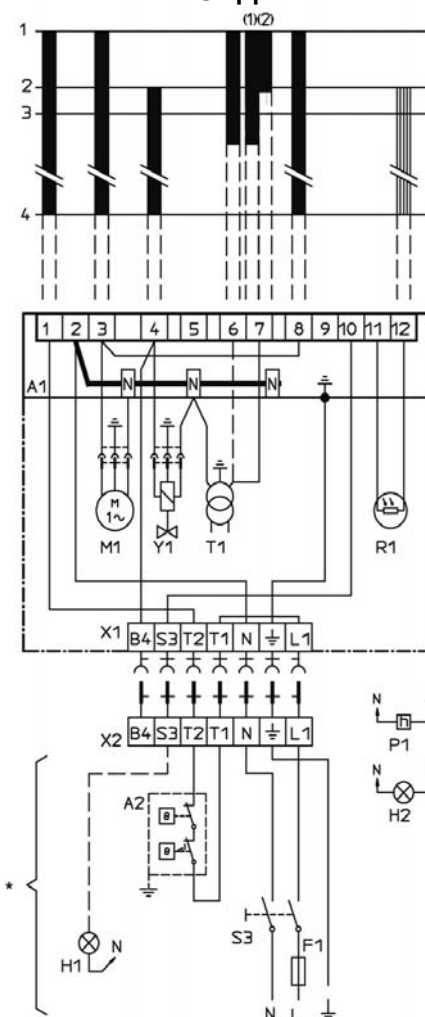 (1)(2)
1
2
3
4
1 2 3 4 5 6 7 8 9 10 11 12
N N N
A1
M
1~
M1 Y1 T1 R1
X1 B4 S3 T2 T1 N L1
X2 B4 S3 T2 T1 N L1
N
P1
N
H2
A2
θ
θ
*
S3 F1
H1 N
N L